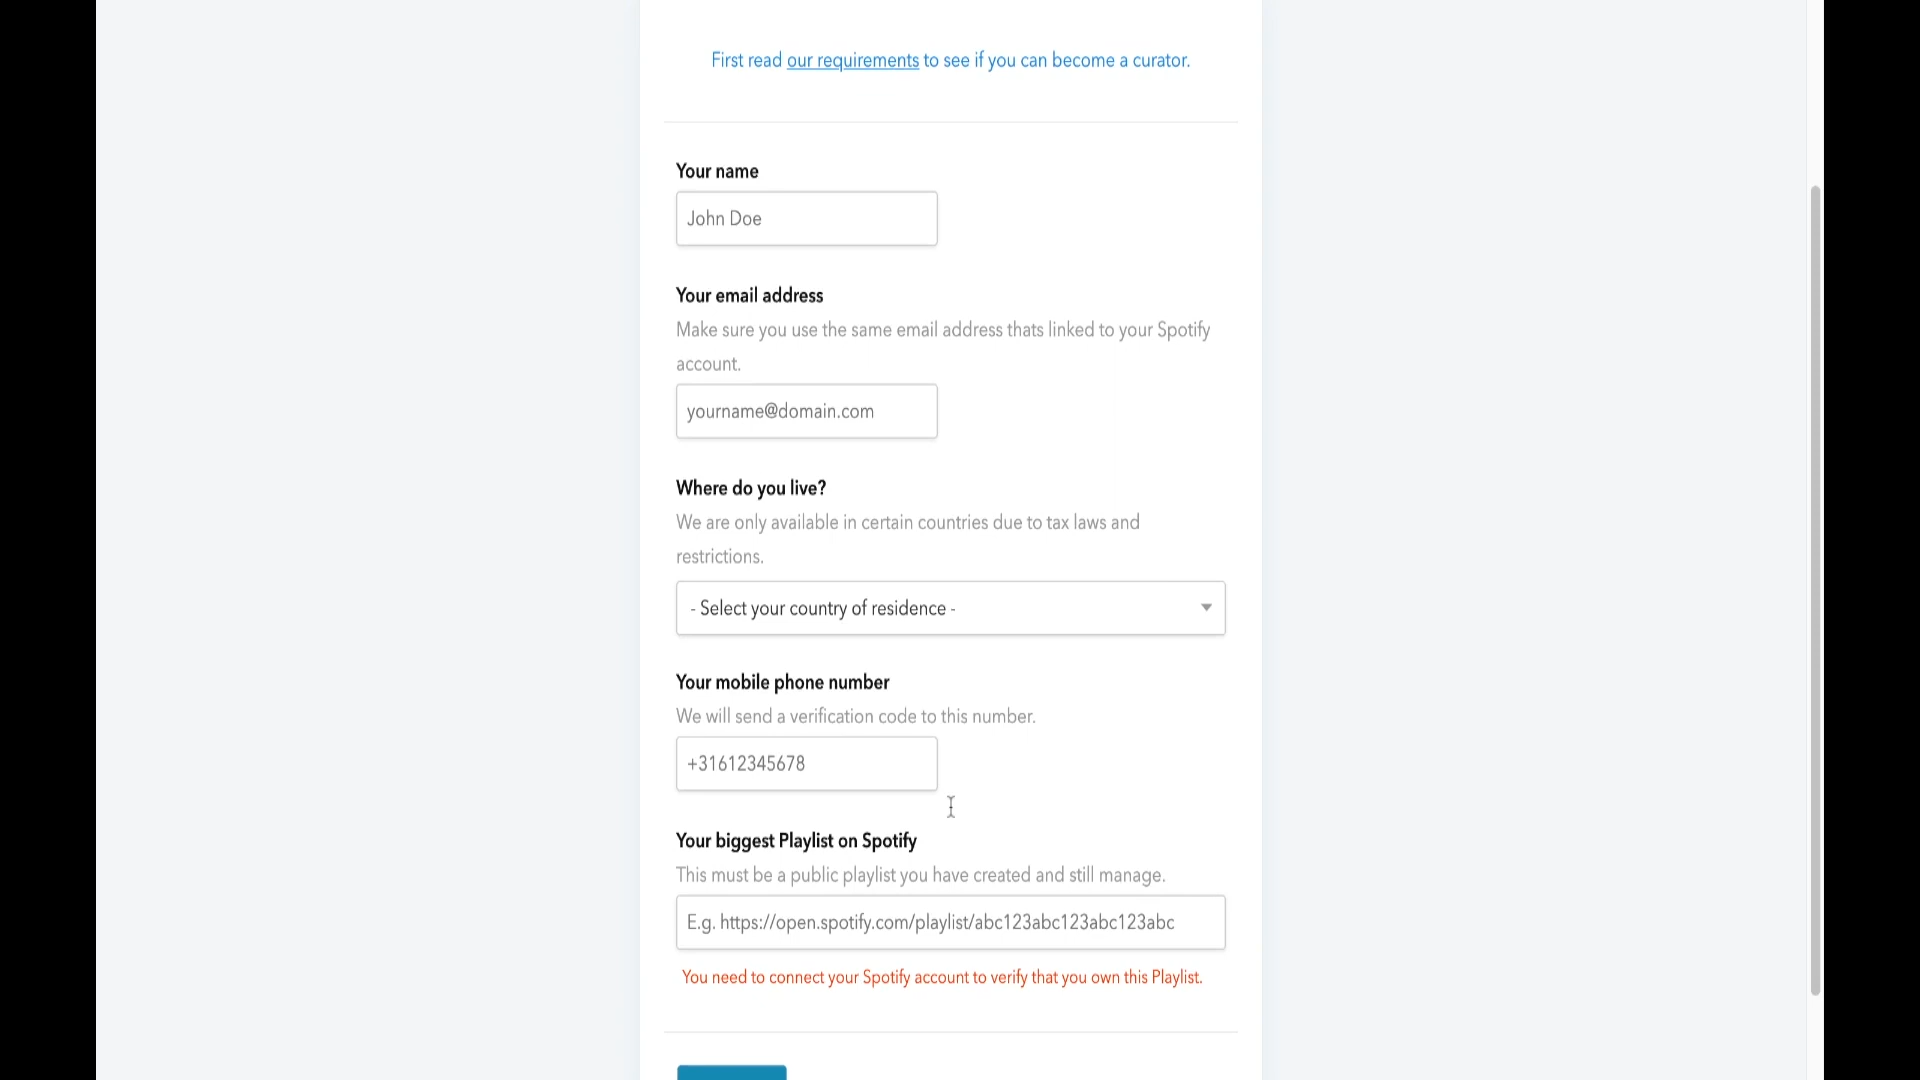 First read our requirements to see if you can become a curator.
Your name
John Doe
Your email address
Make sure you use the same email address thats linked to your Spotify
account.
yourname@domain.com
Where do you live?
We are only available in certain countries due to tax laws and
restrictions.
- Select your country of residence -
Your mobile phone number
We will send a verification code to this number.
+31612345678
Your biggest Playlist on Spotify
This must be a public playlist you have created and still manage.
E.g. https://open.spotify.com/playlist/abc123abc123abc123abc
You need to connect your Spotify account to verify that you own this Playlist.